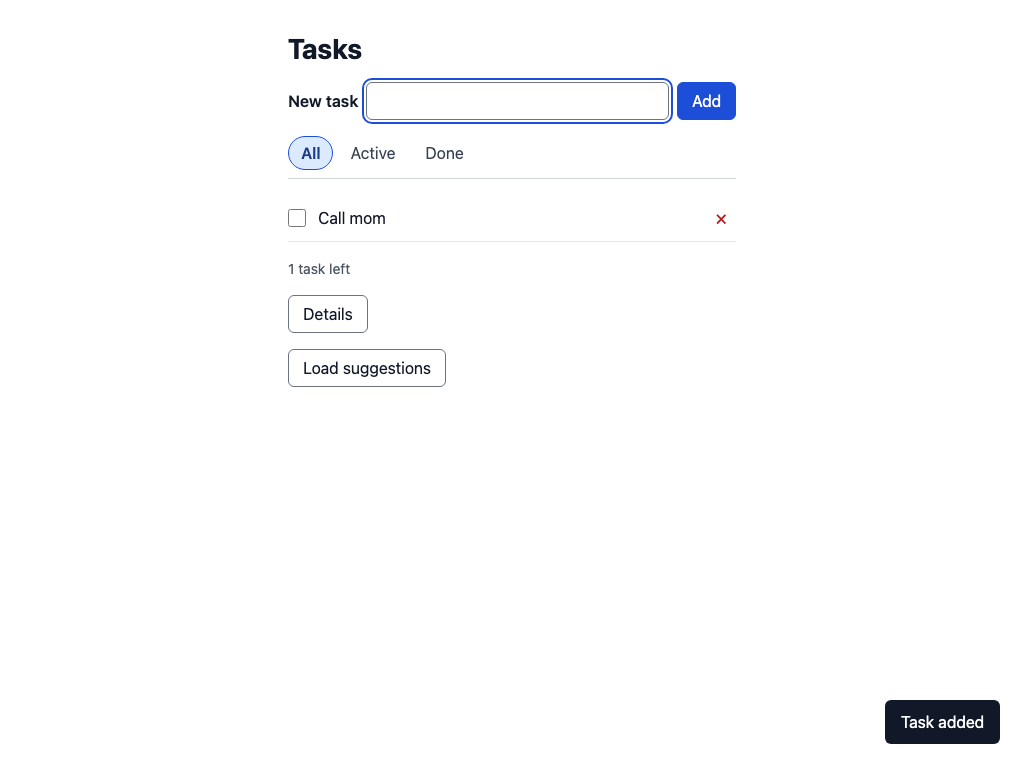 Tasks
New task Add
All Active Done
Call mom ×
1 task left
Details
Load suggestions
Task added